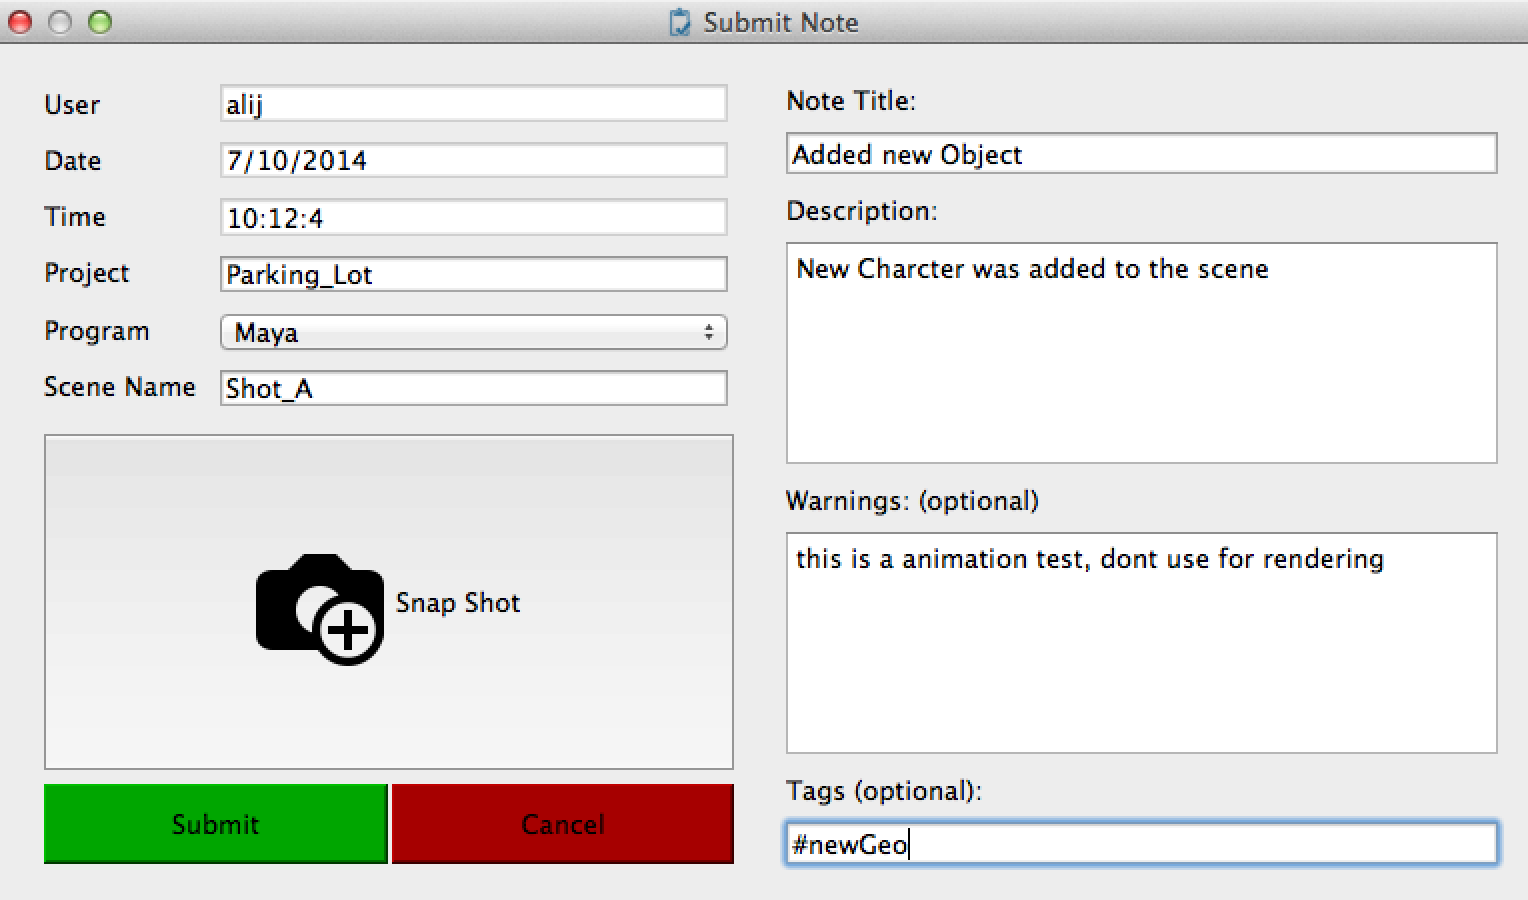 Submit Note
User alij
Date 7/10/2014
Time 10:12:4
Project Parking_Lot
Program Maya
Scene Name Shot_A
Snap Shot
Submit Cancel
Note Title:
Added new Object
Description:
New Charcter was added to the scene
Warnings: (optional)
this is a animation test, dont use for rendering
Tags (optional):
#newGeo